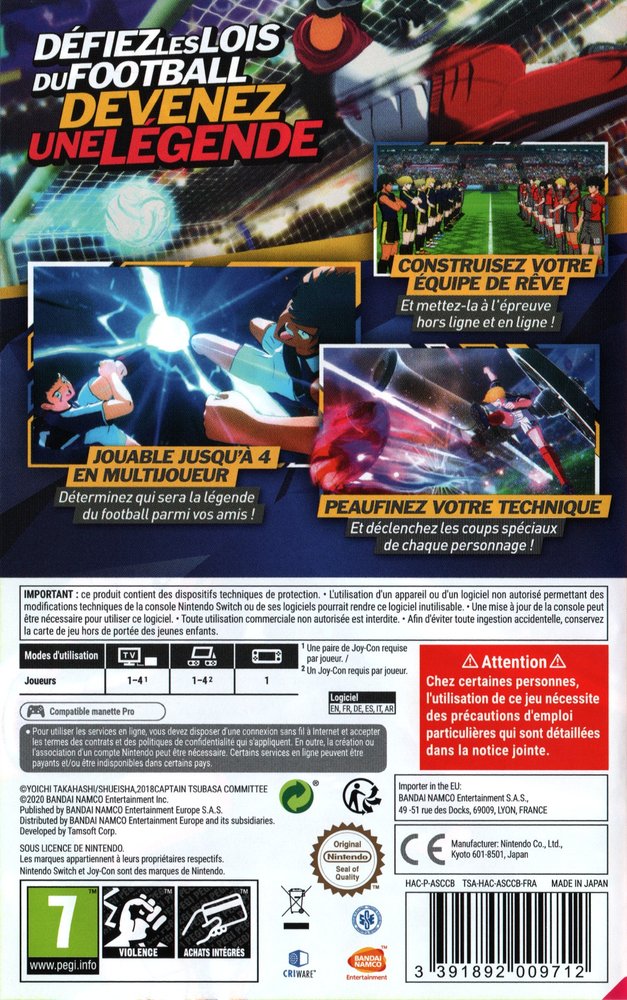 DÉFIEZ LES LOIS
DU FOOTBALL
DEVENEZ
UNE LÉGENDE
CONSTRUISEZ VOTRE
ÉQUIPE DE RÊVE
Et mettez-la à l'épreuve
hors ligne et en ligne !
JOUABLE JUSQU'À 4
EN MULTIJOUEUR
Déterminez qui sera la légende
du football parmi vos amis !
PEAUFINEZ VOTRE TECHNIQUE
Et déclenchez les coups spéciaux
de chaque personnage !
IMPORTANT : ce produit contient des dispositifs techniques de protection. • L'utilisation d'un appareil ou d'un logiciel non autorisé permettant des
modifications techniques de la console Nintendo Switch ou de ses logiciels pourrait rendre ce logiciel inutilisable. • Une mise à jour de la console peut
être nécessaire pour utiliser ce logiciel. • Toute utilisation commerciale non autorisée est interdite. • Afin d'éviter toute ingestion accidentelle, conservez
la carte de jeu hors de portée des jeunes enfants.
Modes d'utilisation
TV
Joueurs
1-4¹
1-4²
1
¹ Une paire de Joy-Con requise
par joueur. /
² Un Joy-Con requis par joueur.
Logiciel
EN, FR, DE, ES, IT, AR
Compatible manette Pro
• Pour utiliser les services en ligne, vous devez disposer d'une connexion sans fil à Internet et accepter
les termes des contrats et des politiques de confidentialité qui s'appliquent. En outre, la création ou
l'association d'un compte Nintendo peut être nécessaire. Certains services en ligne peuvent être
payants et/ou être indisponibles dans certains pays.
⚠ Attention ⚠
Chez certaines personnes,
l'utilisation de ce jeu nécessite
des précautions d'emploi
particulières qui sont détaillées
dans la notice jointe.
©YOICHI TAKAHASHI/SHUEISHA,2018CAPTAIN TSUBASA COMMITTEE
©2020 BANDAI NAMCO Entertainment Inc.
Published by BANDAI NAMCO Entertainment Europe S.A.S.
Distributed by BANDAI NAMCO Entertainment Europe and its subsidiaries.
Developed by Tamsoft Corp.
SOUS LICENCE DE NINTENDO.
Les marques appartiennent à leurs propriétaires respectifs.
Nintendo Switch et Joy-Con sont des marques de Nintendo.
Importer in the EU:
BANDAI NAMCO Entertainment S.A.S.,
49 -51 rue des Docks, 69009, LYON, FRANCE
CE
Manufacturer: Nintendo Co., Ltd.,
Kyoto 601-8501, Japan
Original
Nintendo
Seal of
Quality
HAC-P-ASCCB TSA-HAC-ASCCB-FRA MADE IN JAPAN
7
www.pegi.info
VIOLENCE
ACHATS INTÉGRÉS
CRIWARE
BANDAI
NAMCO
Entertainment
3 391892 009712